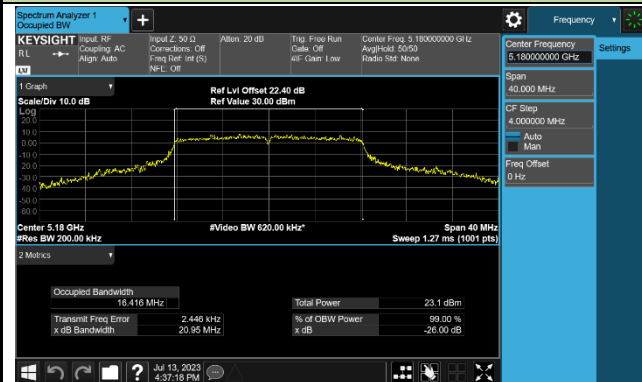 Spectrum Analyzer 1
Occupied BW
Frequency
KEYSIGHT
RL
Input: RF
Coupling: AC
Align: Auto
Input Z: 50 Ω
Corrections: Off
Freq Ref: Int (S)
NFE: Off
Atten: 20 dB
Trig: Free Run
Gate: Off
#IF Gain: Low
Center Freq: 5.180000000 GHz
Avg|Hold: 50/50
Radio Std: None
LXI
1 Graph
Scale/Div 10.0 dB
Ref Lvl Offset 22.40 dB
Ref Value 30.00 dBm
Log
20.0
10.0
0.00
-10.0
-20.0
-30.0
-40.0
-50.0
-60.0
Center 5.18 GHz
#Video BW 620.00 kHz*
Span 40 MHz
#Res BW 200.00 kHz
Sweep 1.27 ms (1001 pts)
2 Metrics
Occupied Bandwidth
16.416 MHz
Total Power
23.1 dBm
Transmit Freq Error
2.446 kHz
% of OBW Power
99.00 %
x dB Bandwidth
20.95 MHz
x dB
-26.00 dB
Center Frequency
5.180000000 GHz
Settings
Span
40.000 MHz
CF Step
4.000000 MHz
Auto
Man
Freq Offset
0 Hz
Jul 13, 2023
4:37:18 PM